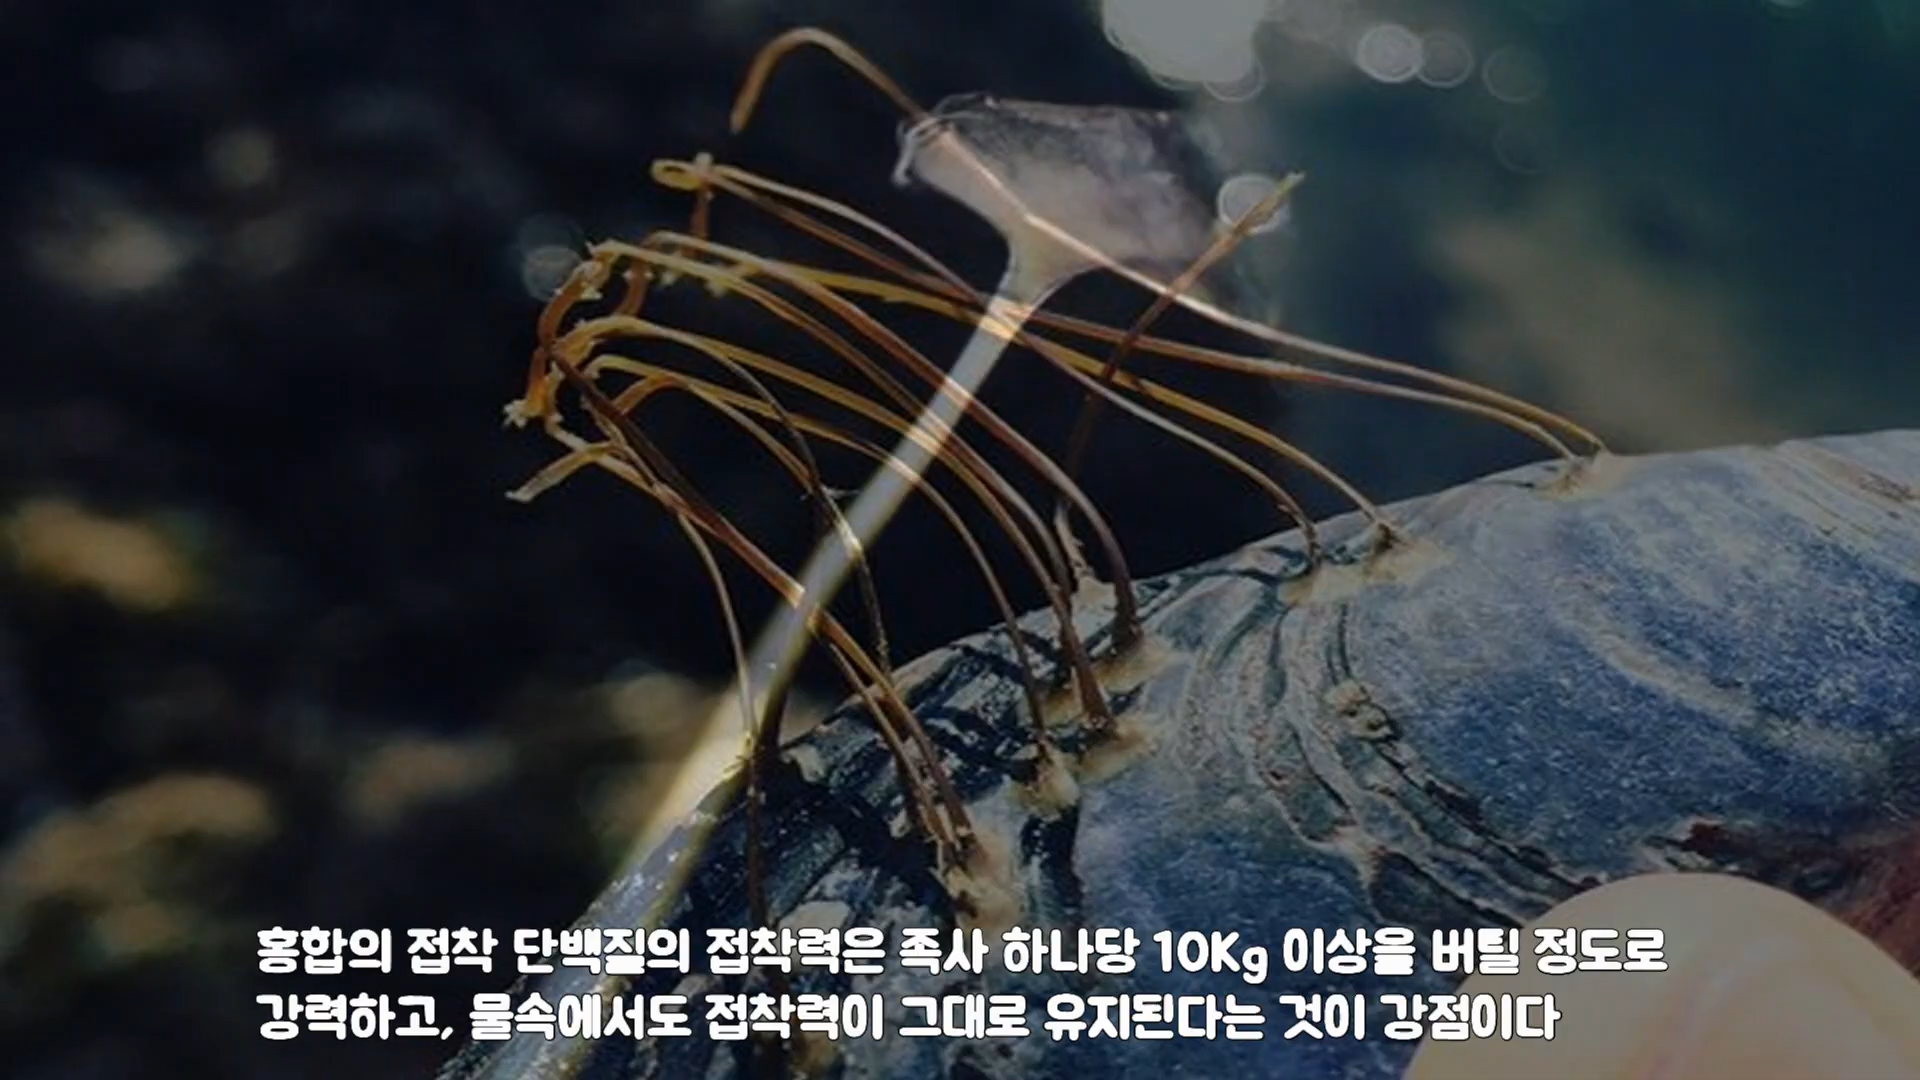 홍합의 접착 단백질의 접착력은 족사 하나당 10Kg 이상을 버틸 정도로
강력하고, 물속에서도 접착력이 그대로 유지된다는 것이 강점이다